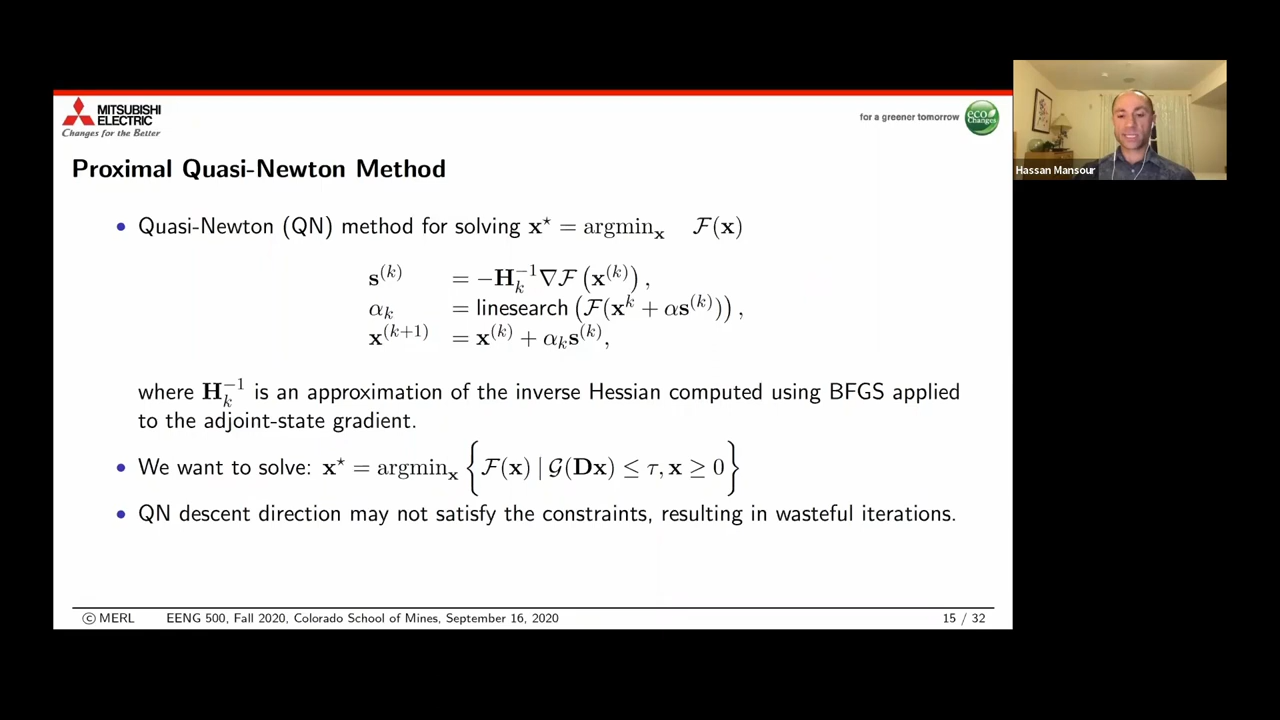 MITSUBISHI
ELECTRIC
Changes for the Better
for a greener tomorrow
eco
Changes
Hassan Mansour
Proximal Quasi-Newton Method
• Quasi-Newton (QN) method for solving x⋆ = argminₓ F(x)
s^(k) = −H_k^{−1}∇F(x^(k)),
α_k = linesearch(F(x^k + αs^(k))),
x^(k+1) = x^(k) + α_k s^(k),
where H_k^{−1} is an approximation of the inverse Hessian computed using BFGS applied
to the adjoint-state gradient.
• We want to solve: x⋆ = argminₓ {F(x) | G(Dx) ≤ τ, x ≥ 0}
• QN descent direction may not satisfy the constraints, resulting in wasteful iterations.
© MERL EENG 500, Fall 2020, Colorado School of Mines, September 16, 2020 15 / 32